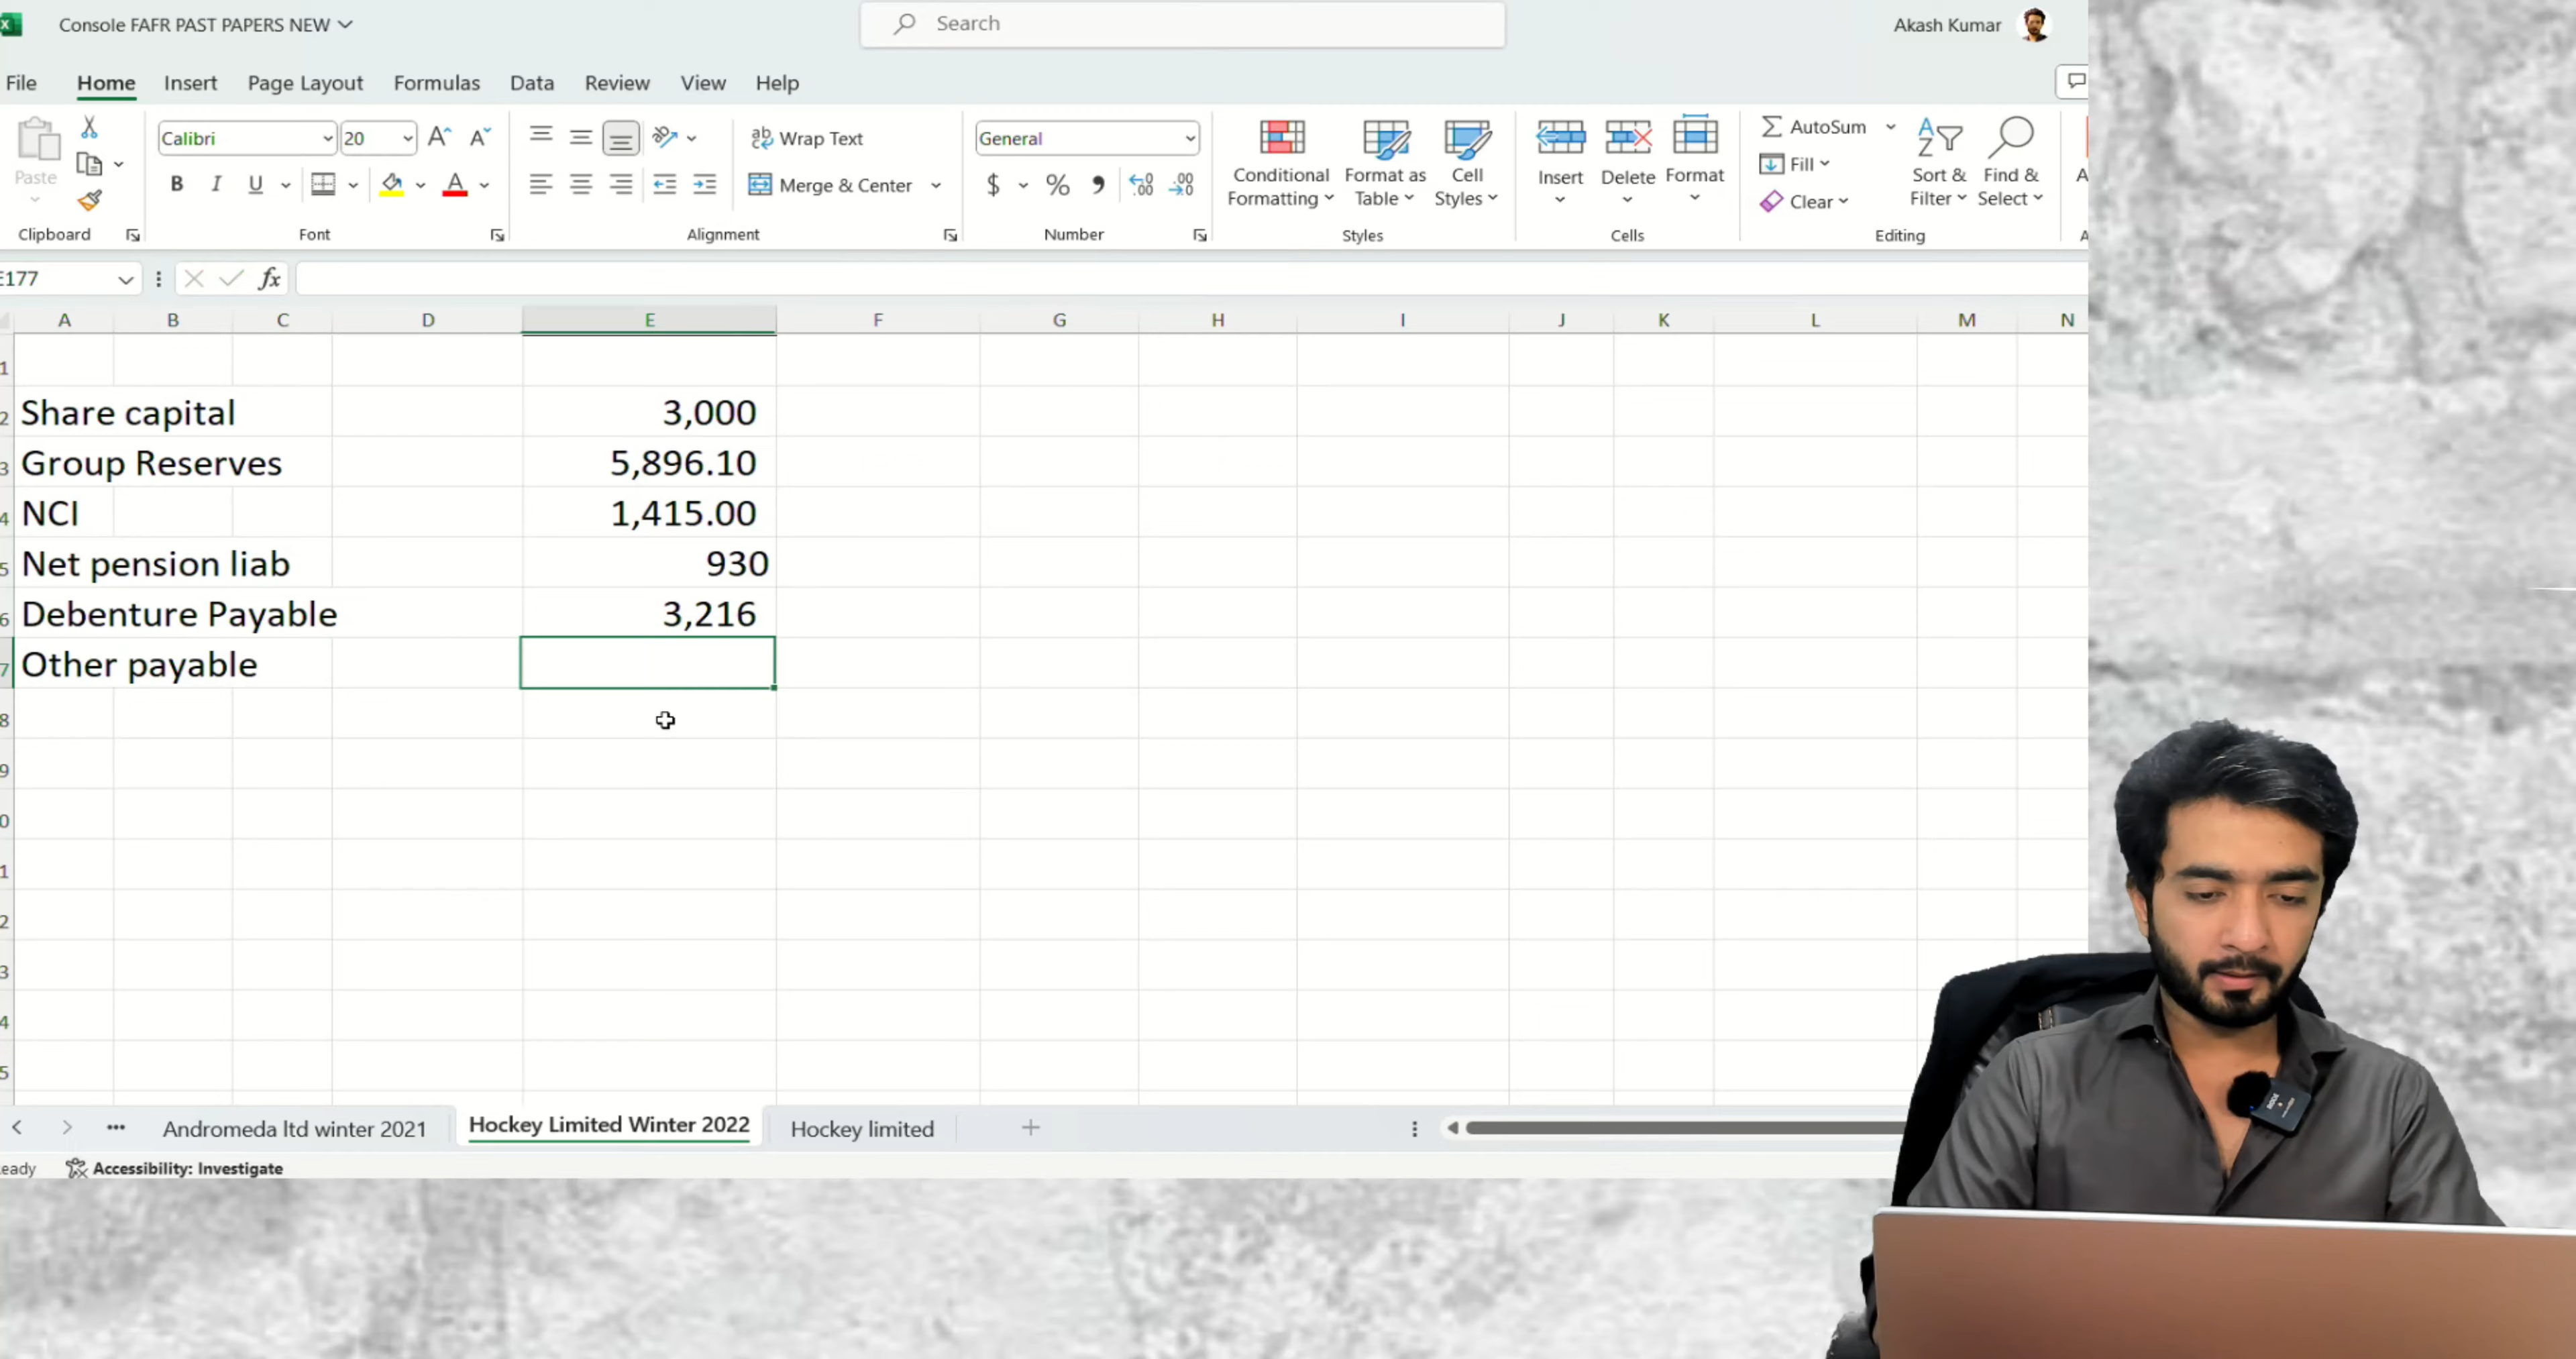 Console FAFR PAST PAPERS NEW
Search
Akash Kumar
File Home Insert Page Layout Formulas Data Review View Help
Paste
Calibri 20
B I U
Wrap Text
Merge & Center
General
$ %
Conditional Formatting
Format as Table
Cell Styles
Insert
Delete
Format
AutoSum
Fill
Clear
Sort & Filter
Find & Select
Clipboard Font Alignment Number Styles Cells Editing
E177
fx
A B C D E F G H I J K L M N
Share capital 3,000
Group Reserves 5,896.10
NCI 1,415.00
Net pension liab 930
Debenture Payable 3,216
Other payable
Andromeda ltd winter 2021 Hockey Limited Winter 2022 Hockey limited
eady Accessibility: Investigate